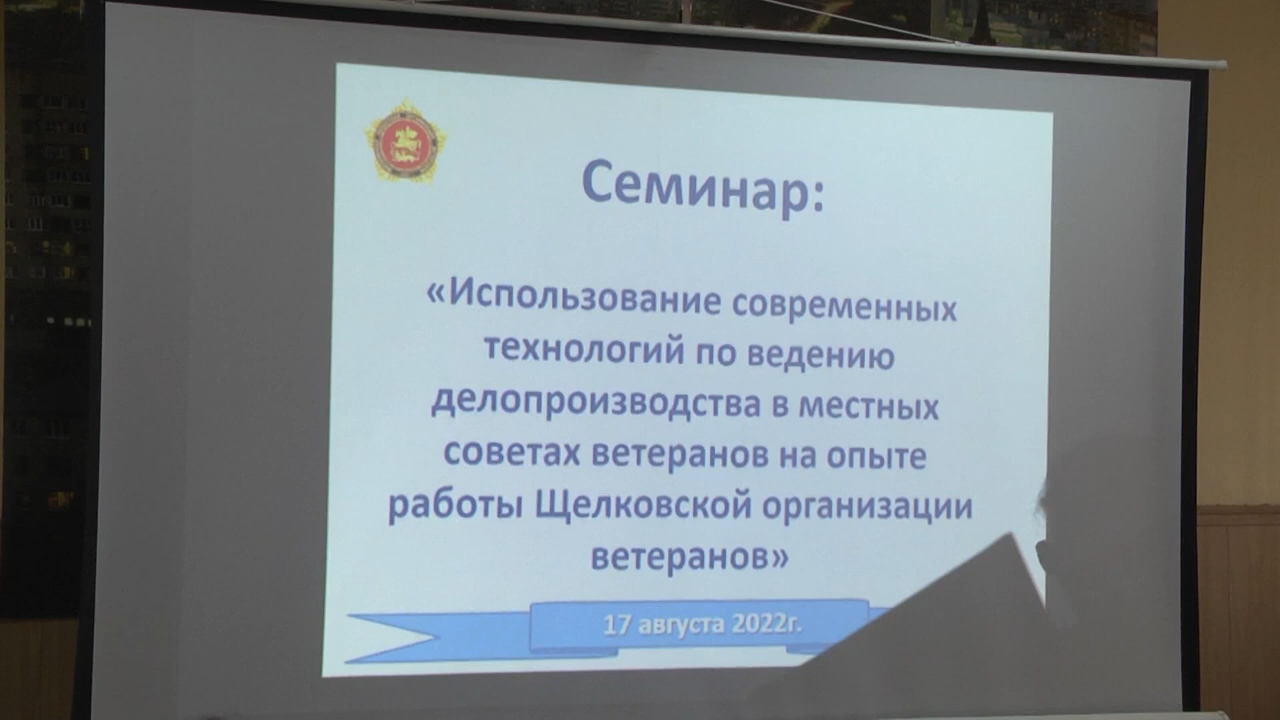 Семинар:
«Использование современных
технологий по ведению
делопроизводства в местных
советах ветеранов на опыте
работы Щелковской организации
ветеранов»
17 августа 2022г.